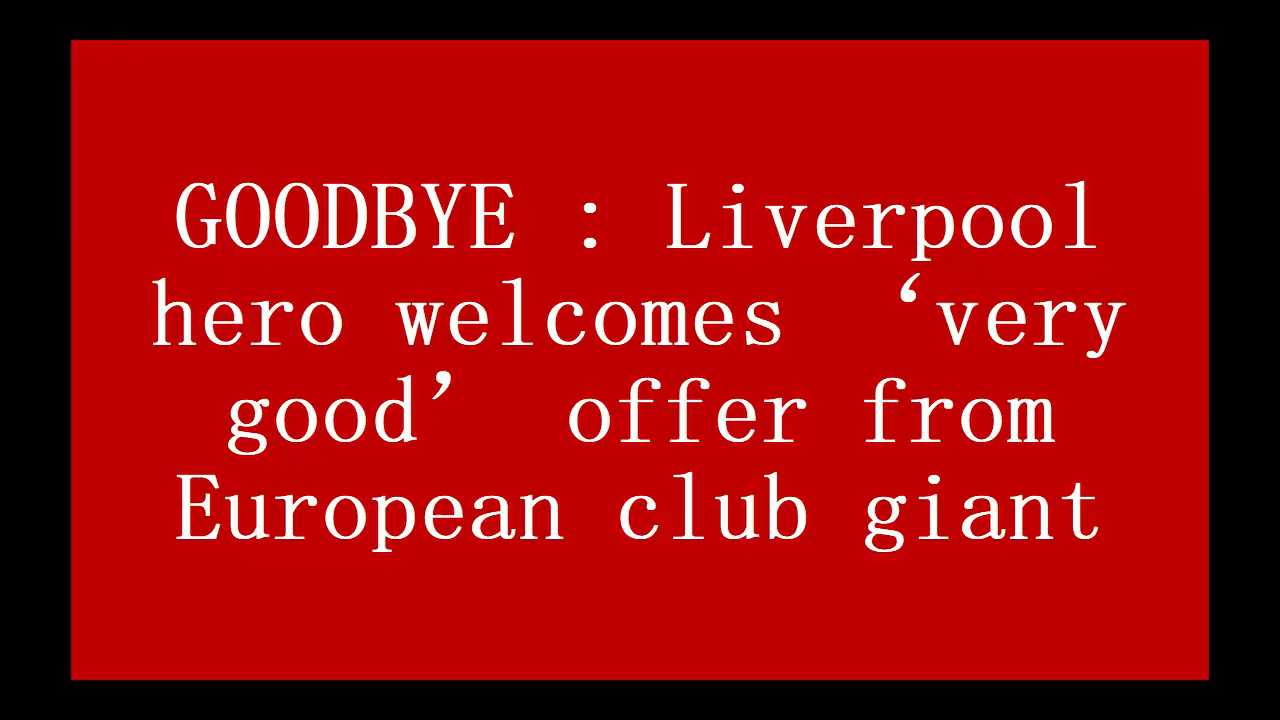 GOODBYE : Liverpool
hero welcomes ‘very
good’ offer from
European club giant